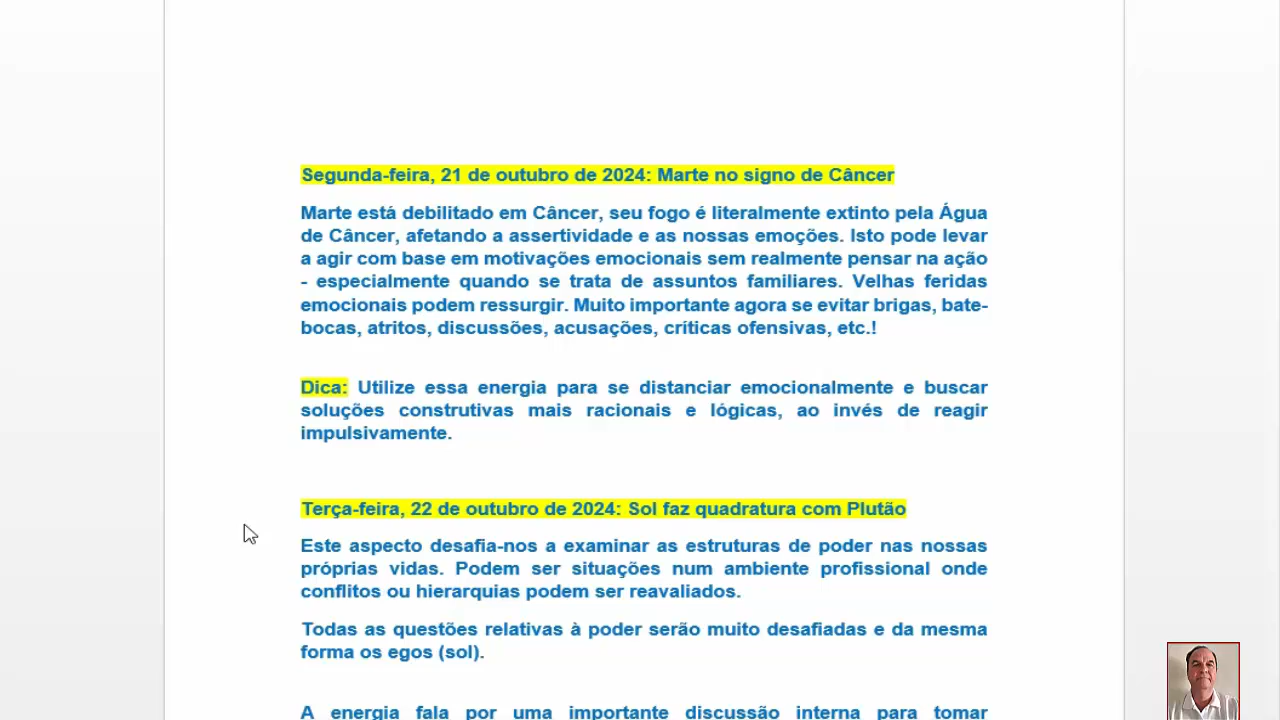 Segunda-feira, 21 de outubro de 2024: Marte no signo de Câncer
Marte está debilitado em Câncer, seu fogo é literalmente extinto pela Água
de Câncer, afetando a assertividade e as nossas emoções. Isto pode levar
a agir com base em motivações emocionais sem realmente pensar na ação
- especialmente quando se trata de assuntos familiares. Velhas feridas
emocionais podem ressurgir. Muito importante agora se evitar brigas, bate-
bocas, atritos, discussões, acusações, críticas ofensivas, etc.!
Dica: Utilize essa energia para se distanciar emocionalmente e buscar
soluções construtivas mais racionais e lógicas, ao invés de reagir
impulsivamente.
Terça-feira, 22 de outubro de 2024: Sol faz quadratura com Plutão
Este aspecto desafia-nos a examinar as estruturas de poder nas nossas
próprias vidas. Podem ser situações num ambiente profissional onde
conflitos ou hierarquias podem ser reavaliados.
Todas as questões relativas à poder serão muito desafiadas e da mesma
forma os egos (sol).
A energia fala por uma importante discussão interna para tomar